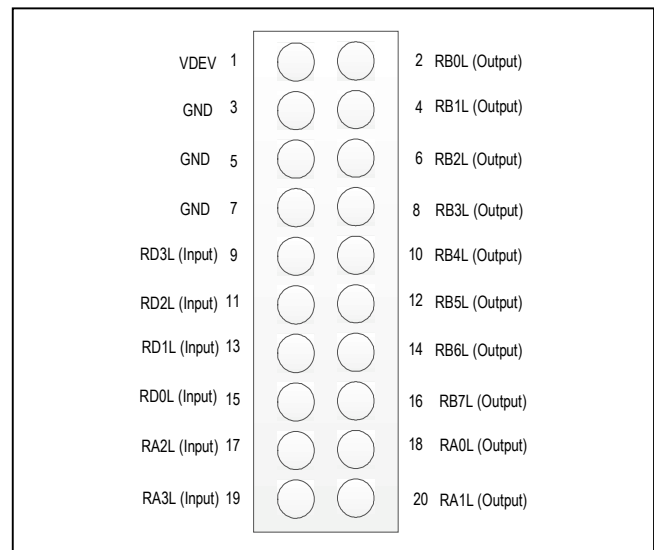 VDEV 1 2 RB0L (Output)
GND 3 4 RB1L (Output)
GND 5 6 RB2L (Output)
GND 7 8 RB3L (Output)
RD3L (Input) 9 10 RB4L (Output)
RD2L (Input) 11 12 RB5L (Output)
RD1L (Input) 13 14 RB6L (Output)
RD0L (Input) 15 16 RB7L (Output)
RA2L (Input) 17 18 RA0L (Output)
RA3L (Input) 19 20 RA1L (Output)